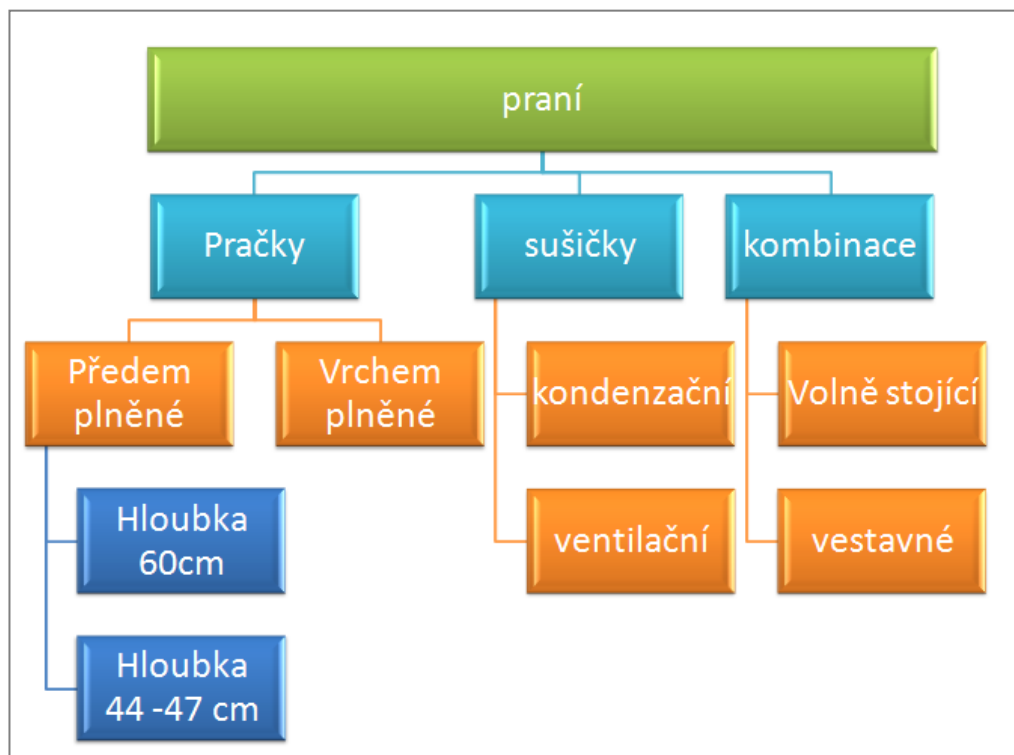 praní
Pračky
sušičky
kombinace
Předem
plněné
Vrchem
plněné
kondenzační
Volně stojící
Hloubka
60cm
ventilační
vestavné
Hloubka
44 -47 cm